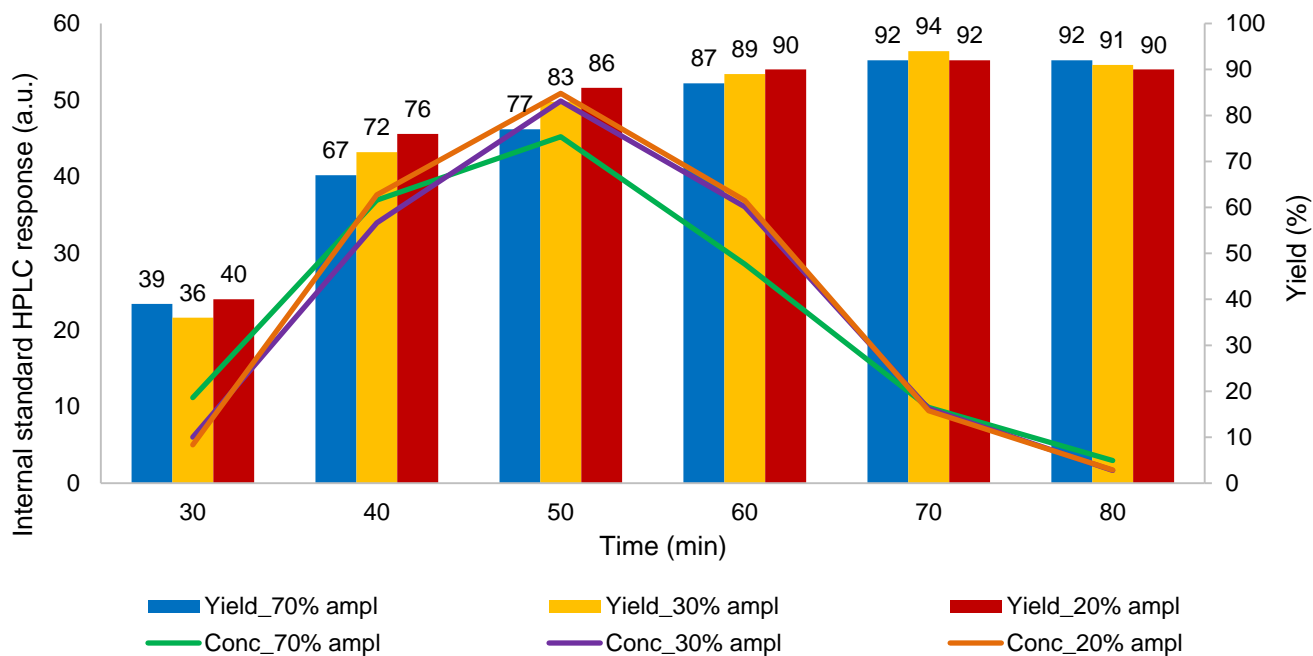 Internal standard HPLC response (a.u.)
60
50
40
30
20
10
0
39 36 40
67 72 76
77 83 86
87 89 90
92 94 92
92 91 90
100
90
80
70
60
50
40
30
20
10
0
Yield (%)
30 40 50 60 70 80
Time (min)
Yield_70% ampl Yield_30% ampl Yield_20% ampl
Conc_70% ampl Conc_30% ampl Conc_20% ampl